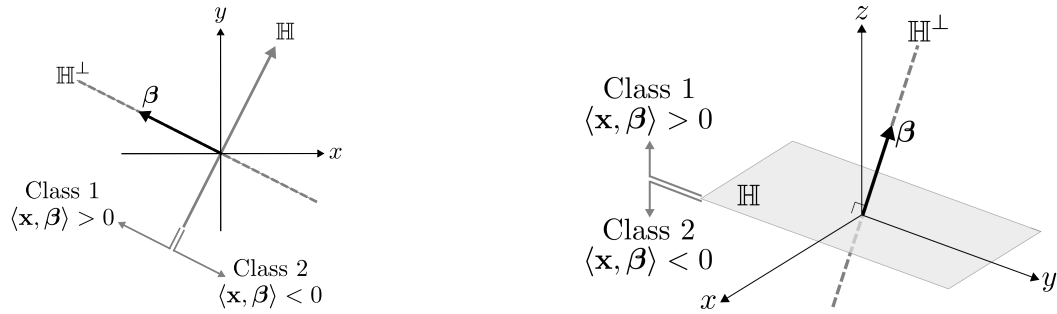 y
ℍ
ℍ⊥
β
x
Class 1
⟨x, β⟩ > 0
Class 2
⟨x, β⟩ < 0
z
ℍ⊥
Class 1
⟨x, β⟩ > 0
β
ℍ
Class 2
⟨x, β⟩ < 0
x
y